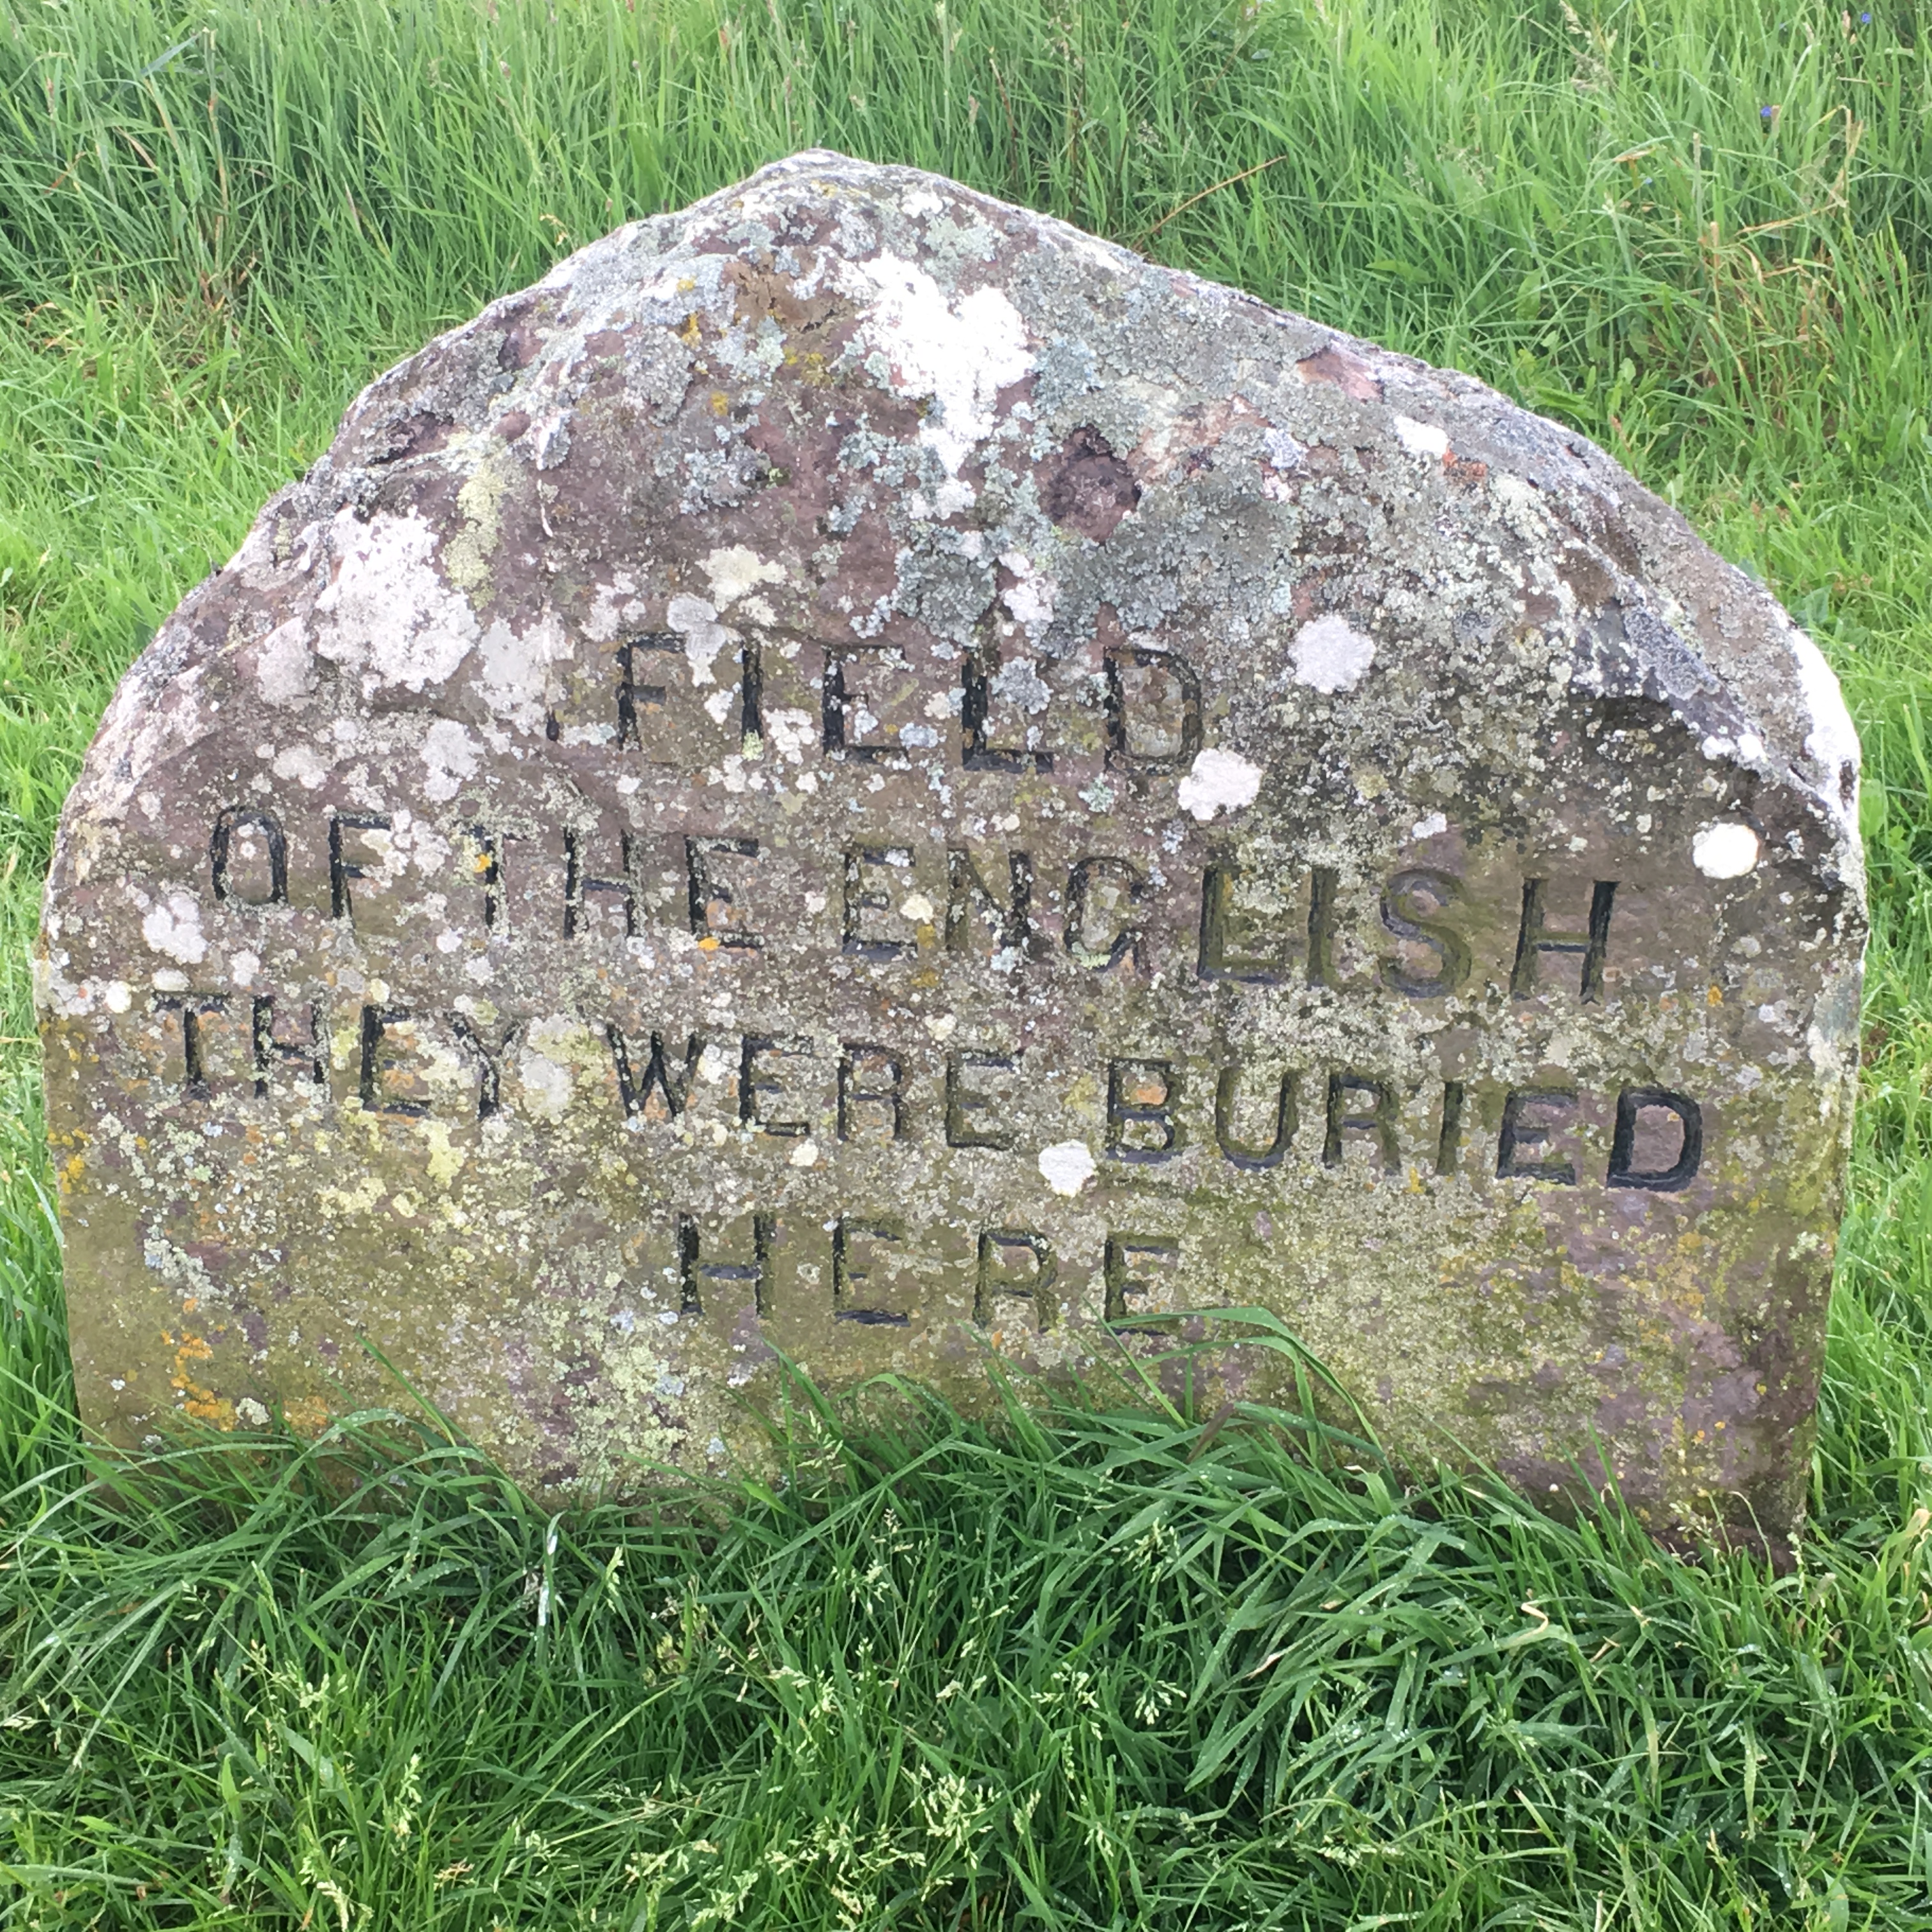 FIELD
OF THE ENGLISH
THEY WERE BURIED
HERE